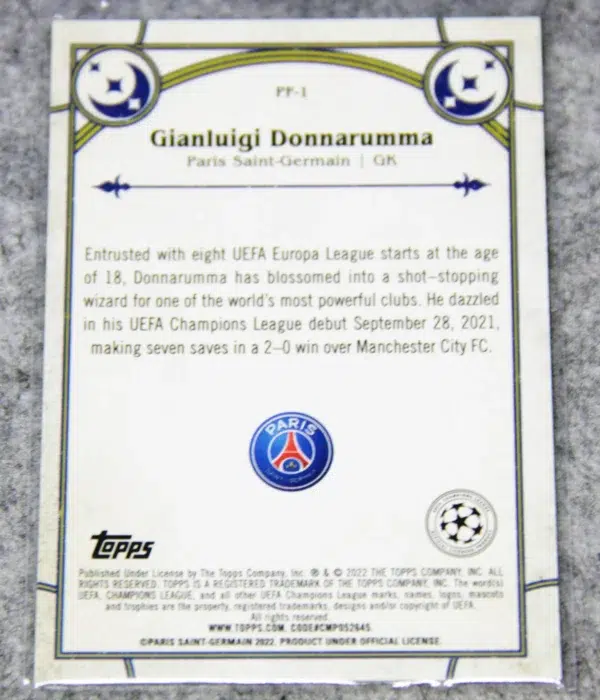 PF-1
Gianluigi Donnarumma
Paris Saint-Germain | GK
Entrusted with eight UEFA Europa League starts at the age
of 18, Donnarumma has blossomed into a shot-stopping
wizard for one of the world's most powerful clubs. He dazzled
in his UEFA Champions League debut September 28, 2021,
making seven saves in a 2–0 win over Manchester City FC.
PARIS
SAINT-GERMAIN
Topps
Published Under License by The Topps Company, Inc. ® & © 2022 THE TOPPS COMPANY, INC. ALL
RIGHTS RESERVED. TOPPS IS A REGISTERED TRADEMARK OF THE TOPPS COMPANY, INC. The word(s)
UEFA, CHAMPIONS LEAGUE, and all other UEFA Champions League marks, names, logos, mascots
and trophies are the property, registered trademarks, designs and/or copyright of UEFA.
All rights reserved.
WWW.TOPPS.COM. CODE#CMP052645.
©PARIS SAINT-GERMAIN 2022. PRODUCT UNDER OFFICIAL LICENSE.